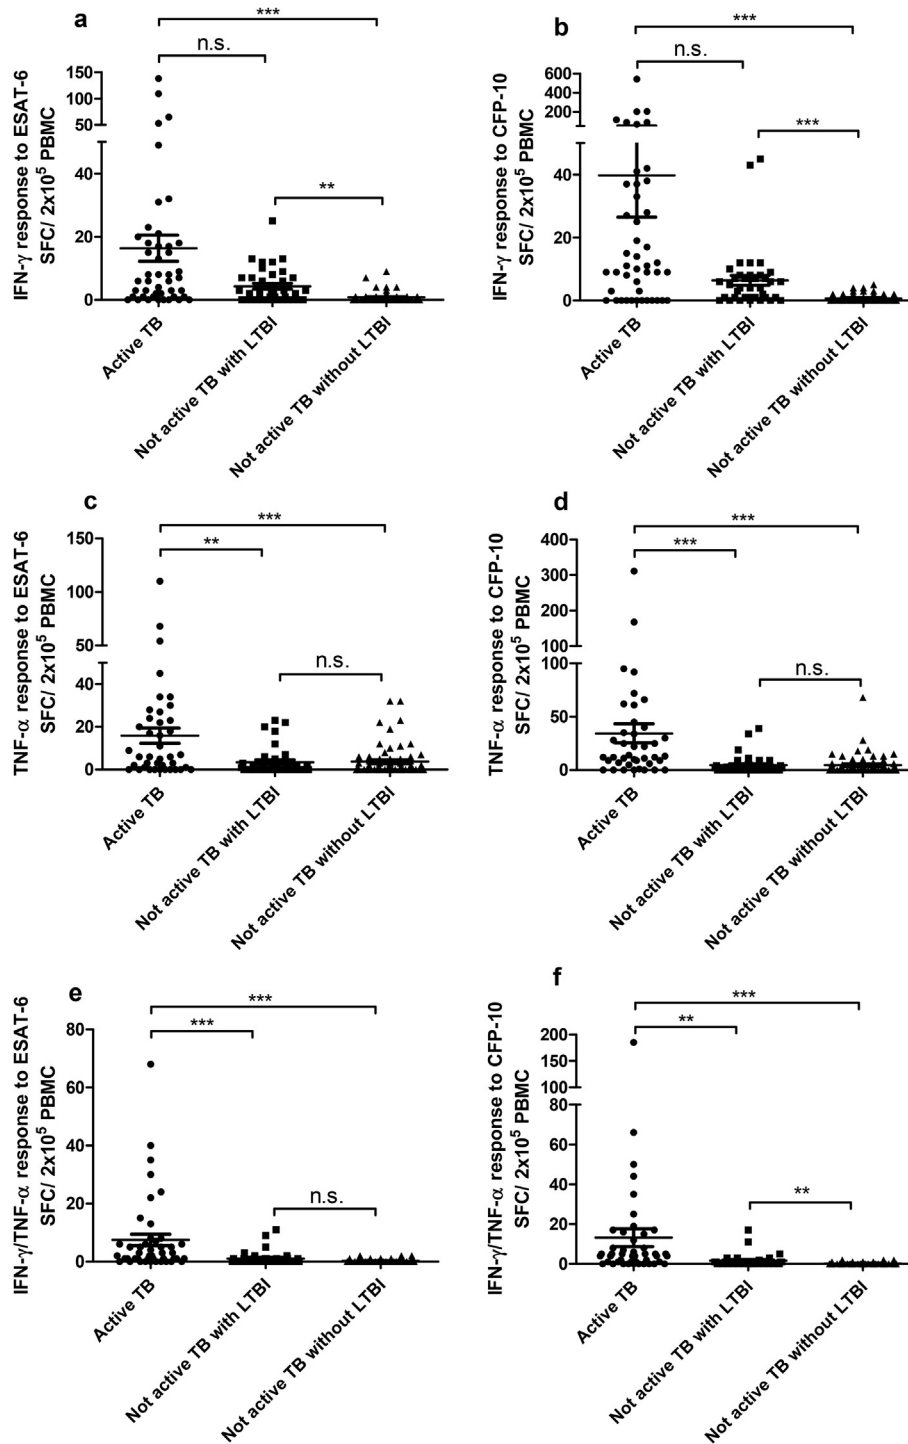 a
***
n.s.
**
150
100
50
40
20
0
IFN-γ response to ESAT-6
SFC/ 2x10⁵ PBMC
Active TB
Not active TB with LTBI
Not active TB without LTBI
b
***
n.s.
***
600
400
200
40
20
0
IFN-γ response to CFP-10
SFC/ 2x10⁵ PBMC
Active TB
Not active TB with LTBI
Not active TB without LTBI
c
***
**
n.s.
150
100
50
40
20
0
TNF-α response to ESAT-6
SFC/ 2x10⁵ PBMC
Active TB
Not active TB with LTBI
Not active TB without LTBI
d
***
***
n.s.
400
300
200
100
100
50
0
TNF-α response to CFP-10
SFC/ 2x10⁵ PBMC
Active TB
Not active TB with LTBI
Not active TB without LTBI
e
***
***
n.s.
80
60
40
20
0
IFN-γ/TNF-α response to ESAT-6
SFC/ 2x10⁵ PBMC
Active TB
Not active TB with LTBI
Not active TB without LTBI
f
***
**
**
200
150
100
80
60
40
20
0
IFN-γ/TNF-α response to CFP-10
SFC/ 2x10⁵ PBMC
Active TB
Not active TB with LTBI
Not active TB without LTBI